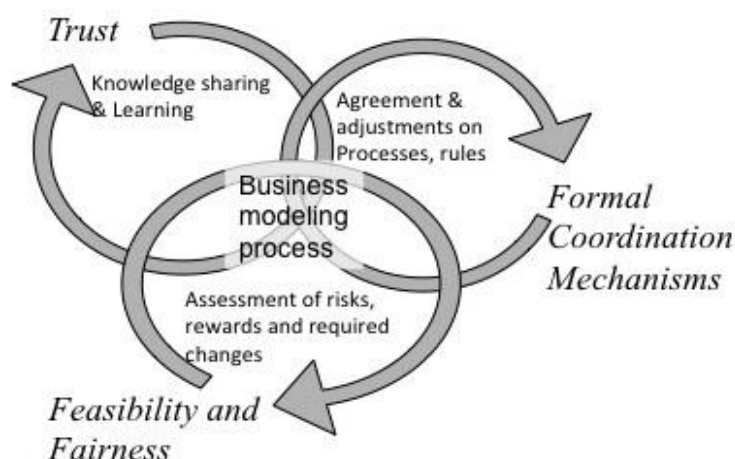 Trust
Knowledge sharing
& Learning
Agreement &
adjustments on
Processes, rules
Business
modeling
process
Formal
Coordination
Mechanisms
Assessment of risks,
rewards and required
changes
Feasibility and
Fairness